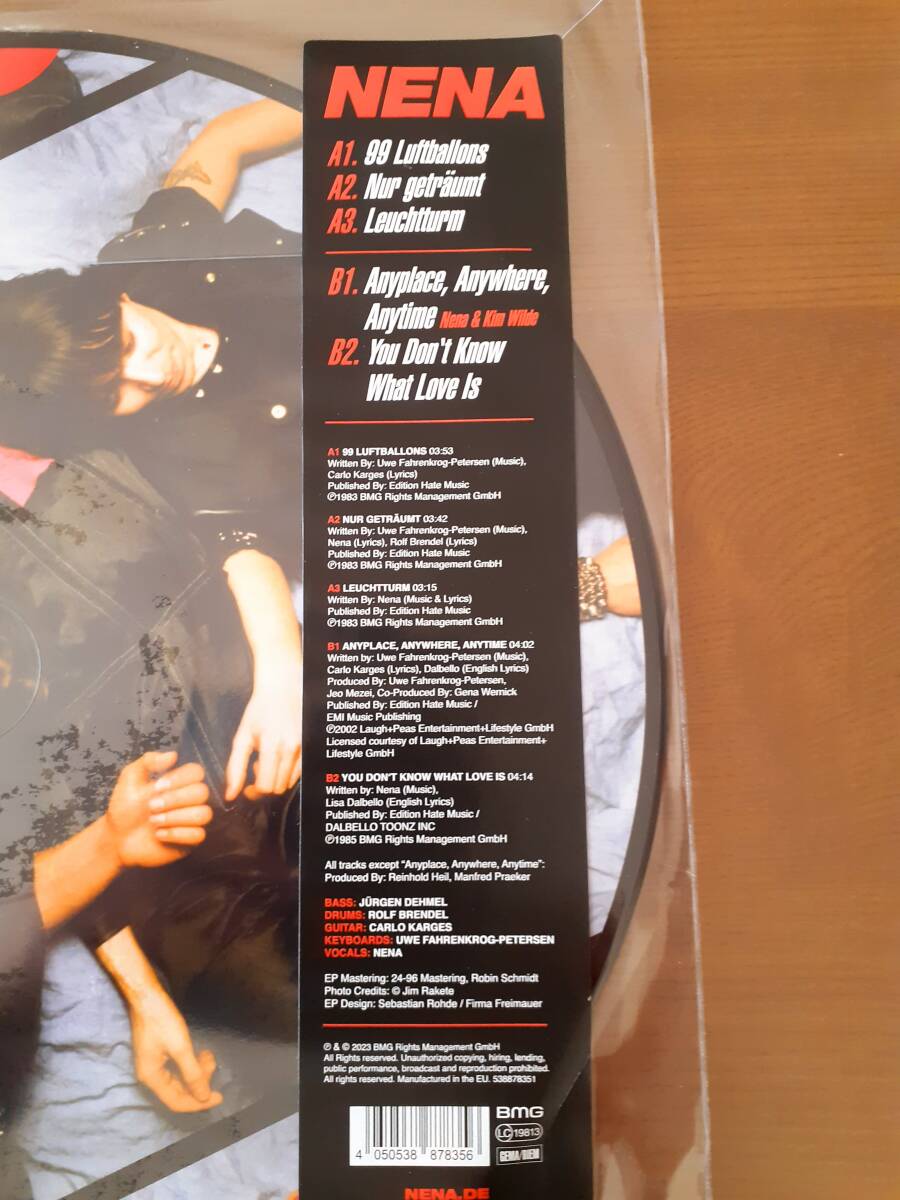 NENA
A1. 99 Luftballons
A2. Nur geträumt
A3. Leuchtturm
B1. Anyplace, Anywhere,
Anytime Nena & Kim Wilde
B2. You Don't Know
What Love Is
A1 99 LUFTBALLONS 03:53
Written By: Uwe Fahrenkrog-Petersen (Music),
Carlo Karges (Lyrics)
Published By: Edition Hate Music
℗1983 BMG Rights Management GmbH
A2 NUR GETRÄUMT 03:42
Written By: Uwe Fahrenkrog-Petersen (Music),
Nena (Lyrics), Rolf Brendel (Lyrics)
Published By: Edition Hate Music
℗1983 BMG Rights Management GmbH
A3 LEUCHTTURM 03:15
Written By: Nena (Music & Lyrics)
Published By: Edition Hate Music
℗1983 BMG Rights Management GmbH
B1 ANYPLACE, ANYWHERE, ANYTIME 04:02
Written by: Uwe Fahrenkrog-Petersen (Music),
Carlo Karges (Lyrics), Dalbello (English Lyrics)
Produced By: Uwe Fahrenkrog-Petersen,
Jeo Mezei, Co-Produced By: Gena Wernick
Published By: Edition Hate Music /
EMI Music Publishing
℗2002 Laugh+Peas Entertainment+Lifestyle GmbH
Licensed courtesy of Laugh+Peas Entertainment+
Lifestyle GmbH
B2 YOU DON'T KNOW WHAT LOVE IS 04:14
Written by: Nena (Music),
Lisa Dalbello (English Lyrics)
Published By: Edition Hate Music /
DALBELLO TOONZ INC
℗1985 BMG Rights Management GmbH
All tracks except "Anyplace, Anywhere, Anytime":
Produced By: Reinhold Heil, Manfred Praeker
BASS: JÜRGEN DEHMEL
DRUMS: ROLF BRENDEL
GUITAR: CARLO KARGES
KEYBOARDS: UWE FAHRENKROG-PETERSEN
VOCALS: NENA
EP Mastering: 24-96 Mastering, Robin Schmidt
Photo Credits: © Jim Rakete
EP Design: Sebastian Rohde / Firma Freimauer
℗ & © 2023 BMG Rights Management GmbH
All Rights reserved. Unauthorized copying, hiring, lending,
public performance, broadcast and reproduction prohibited.
All rights reserved. Manufactured in the EU. 538878351
BMG
LC 19813
GEMA/BIEM
4 050538 878356
NENA.DE